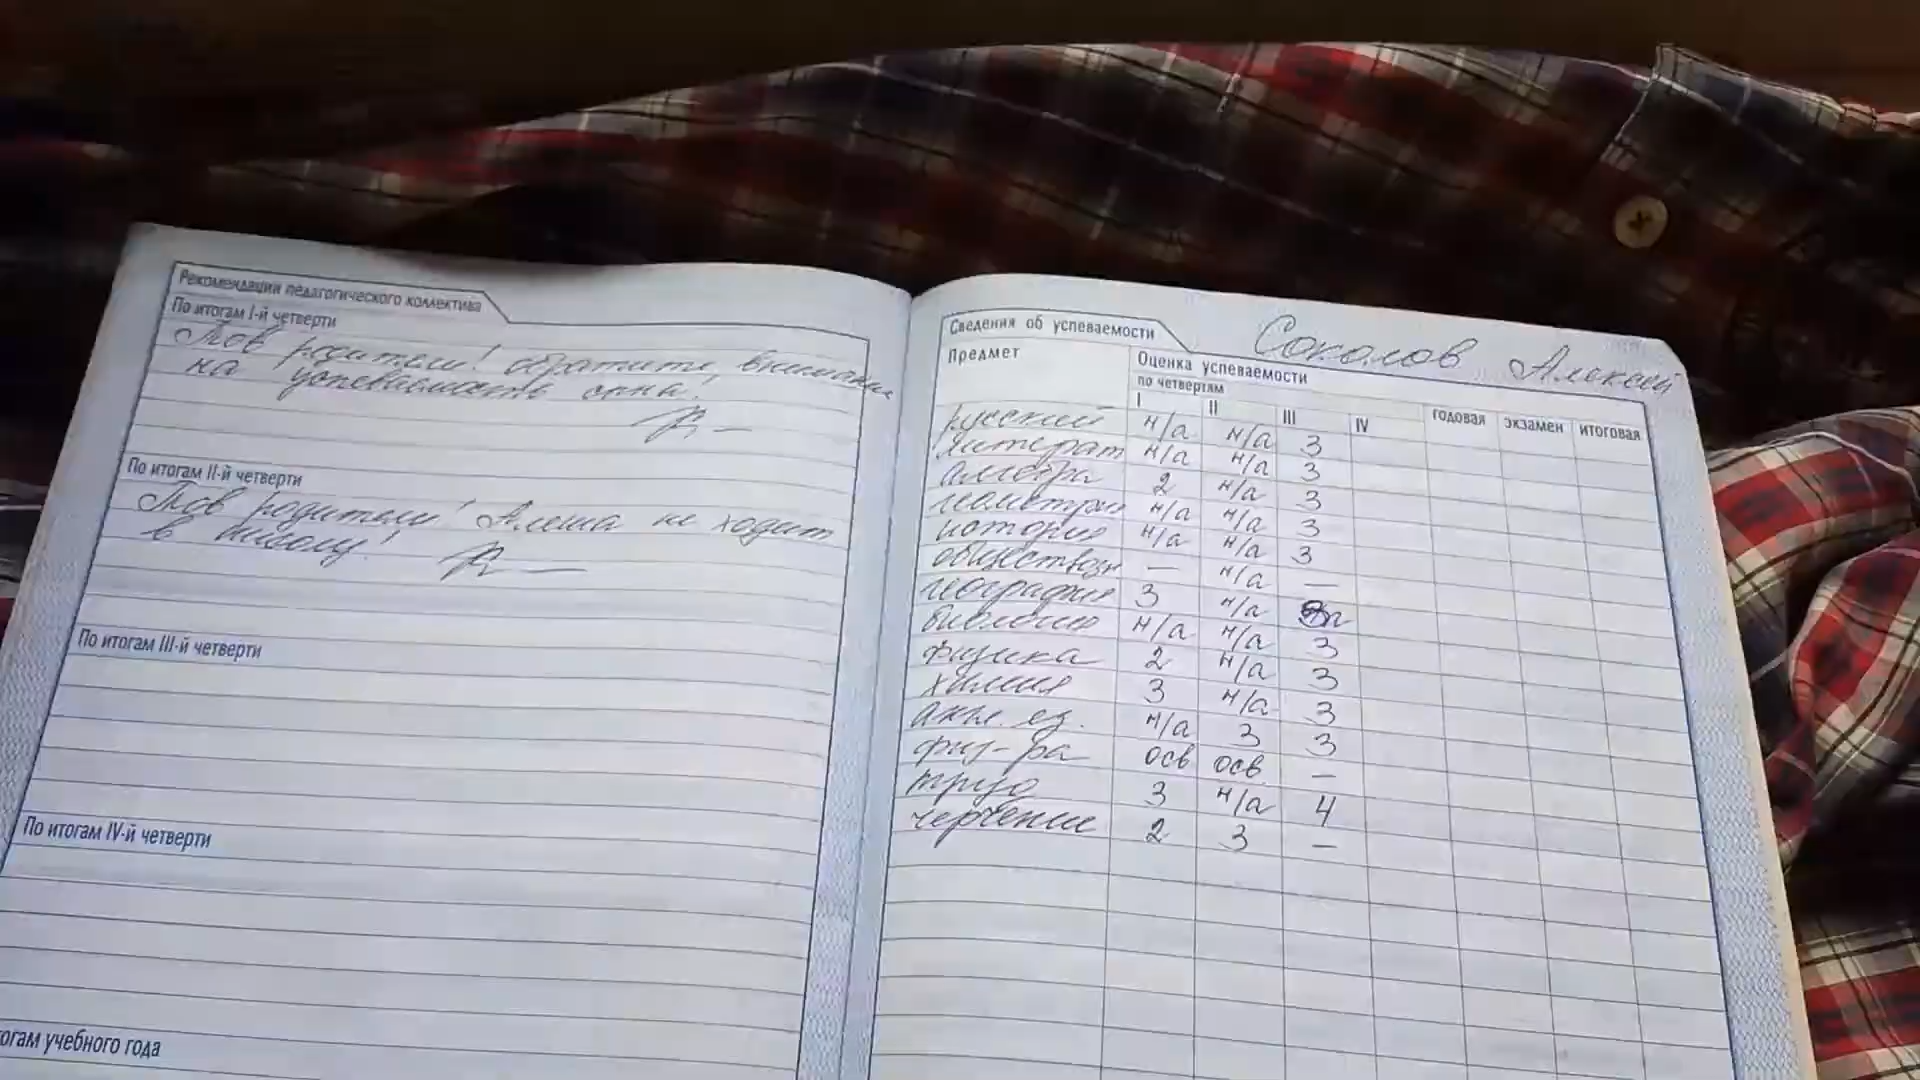 Рекомендации педагогического коллектива
По итогам I-й четверти
Тов родители! обратите внимание
на успеваемость сына!
По итогам II-й четверти
Тов родители! Алеша не ходит
в школу!
По итогам III-й четверти
По итогам IV-й четверти
огам учебного года
Сведения об успеваемости
Соколов Алексей
Предмет Оценка успеваемости
по четвертям
I II III IV годовая экзамен итоговая
русский н/а н/а 3
литерат н/а н/а 3
алгебра 2 н/а 3
геометрия н/а н/а 3
история н/а н/а 3
обществозн — н/а —
география 3 н/а
биология н/а н/а 3
физика 2 н/а 3
химия 3 н/а 3
англ. яз. н/а 3 3
физ-ра осв осв —
труд 3 н/а 4
черчение 2 3 —